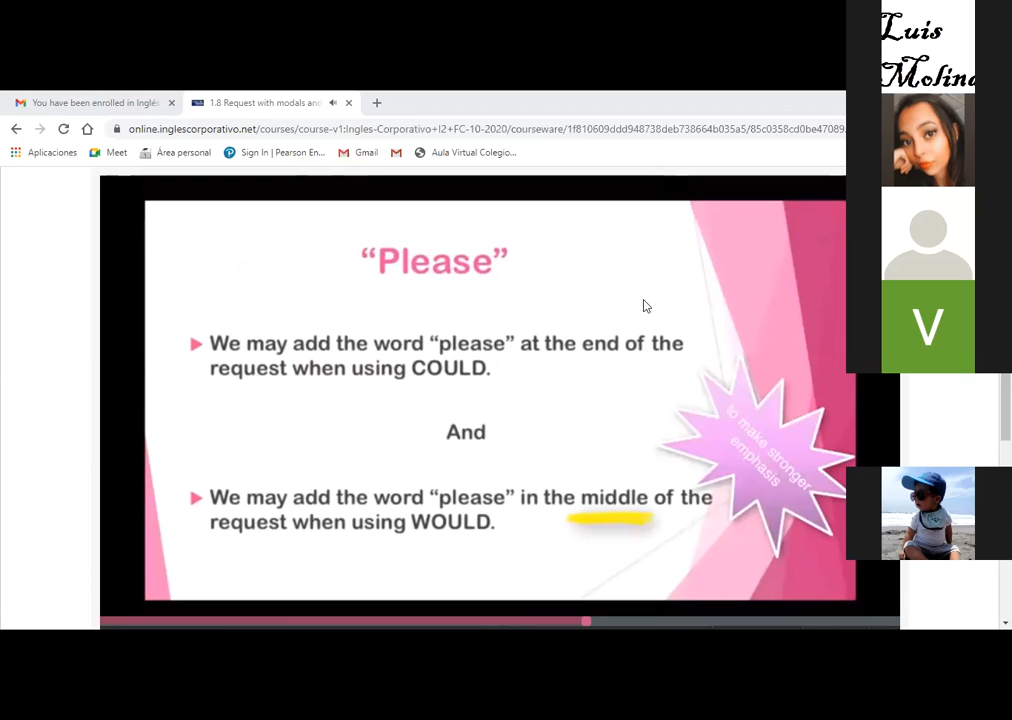 Luis
Molina
You have been enrolled in Inglés
1.8 Request with modals and
online.inglescorporativo.net/courses/course-v1:Ingles-Corporativo+I2+FC-10-2020/courseware/1f810609ddd948738deb738664b035a5/85c0358cd0be47089.
Aplicaciones Meet Área personal Sign In | Pearson En... Gmail Aula Virtual Colegio...
“Please”
We may add the word “please” at the end of the
request when using COULD.
And
We may add the word “please” in the middle of the
request when using WOULD.
to make stronger
emphasis
V